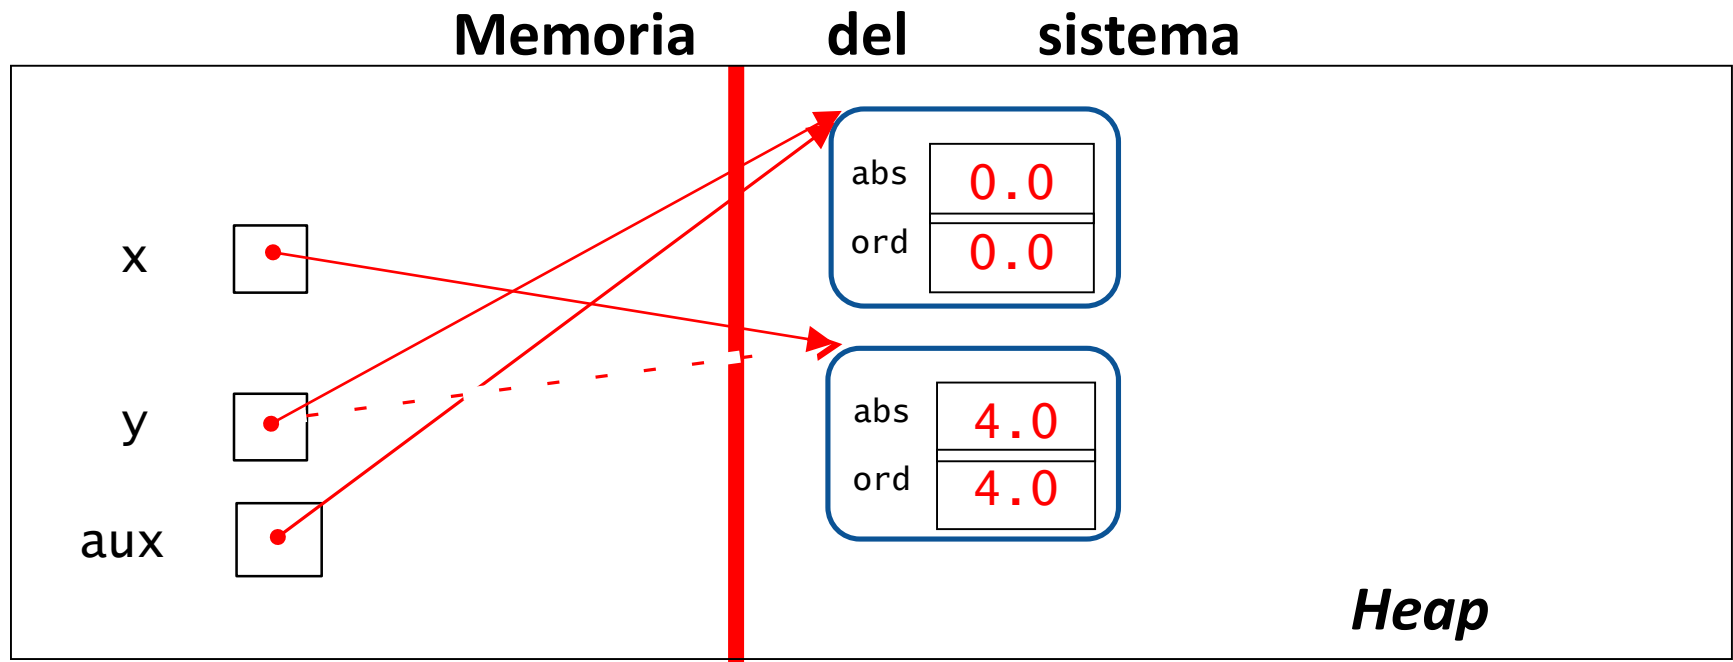 Memoria del sistema
abs 0.0
ord 0.0
x
abs 4.0
y
ord 4.0
aux
Heap